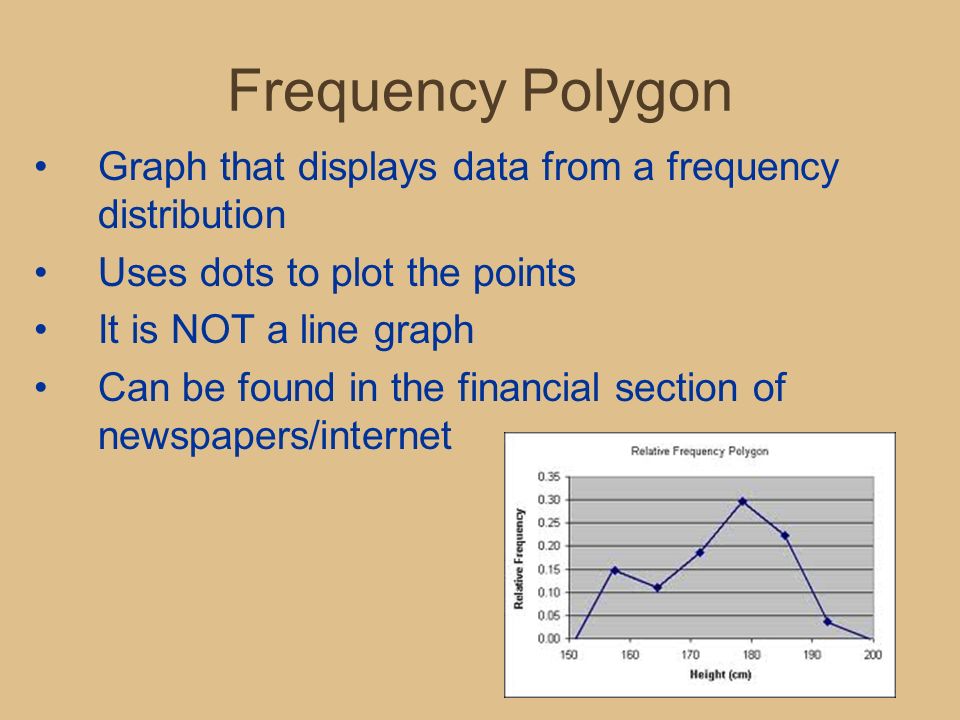 Frequency Polygon
• Graph that displays data from a frequency
distribution
• Uses dots to plot the points
• It is NOT a line graph
• Can be found in the financial section of
newspapers/internet
Relative Frequency Polygon
Relative Frequency
0.35
0.30
0.25
0.20
0.15
0.10
0.05
0.00
150 160 170 180 190 200
Height (cm)